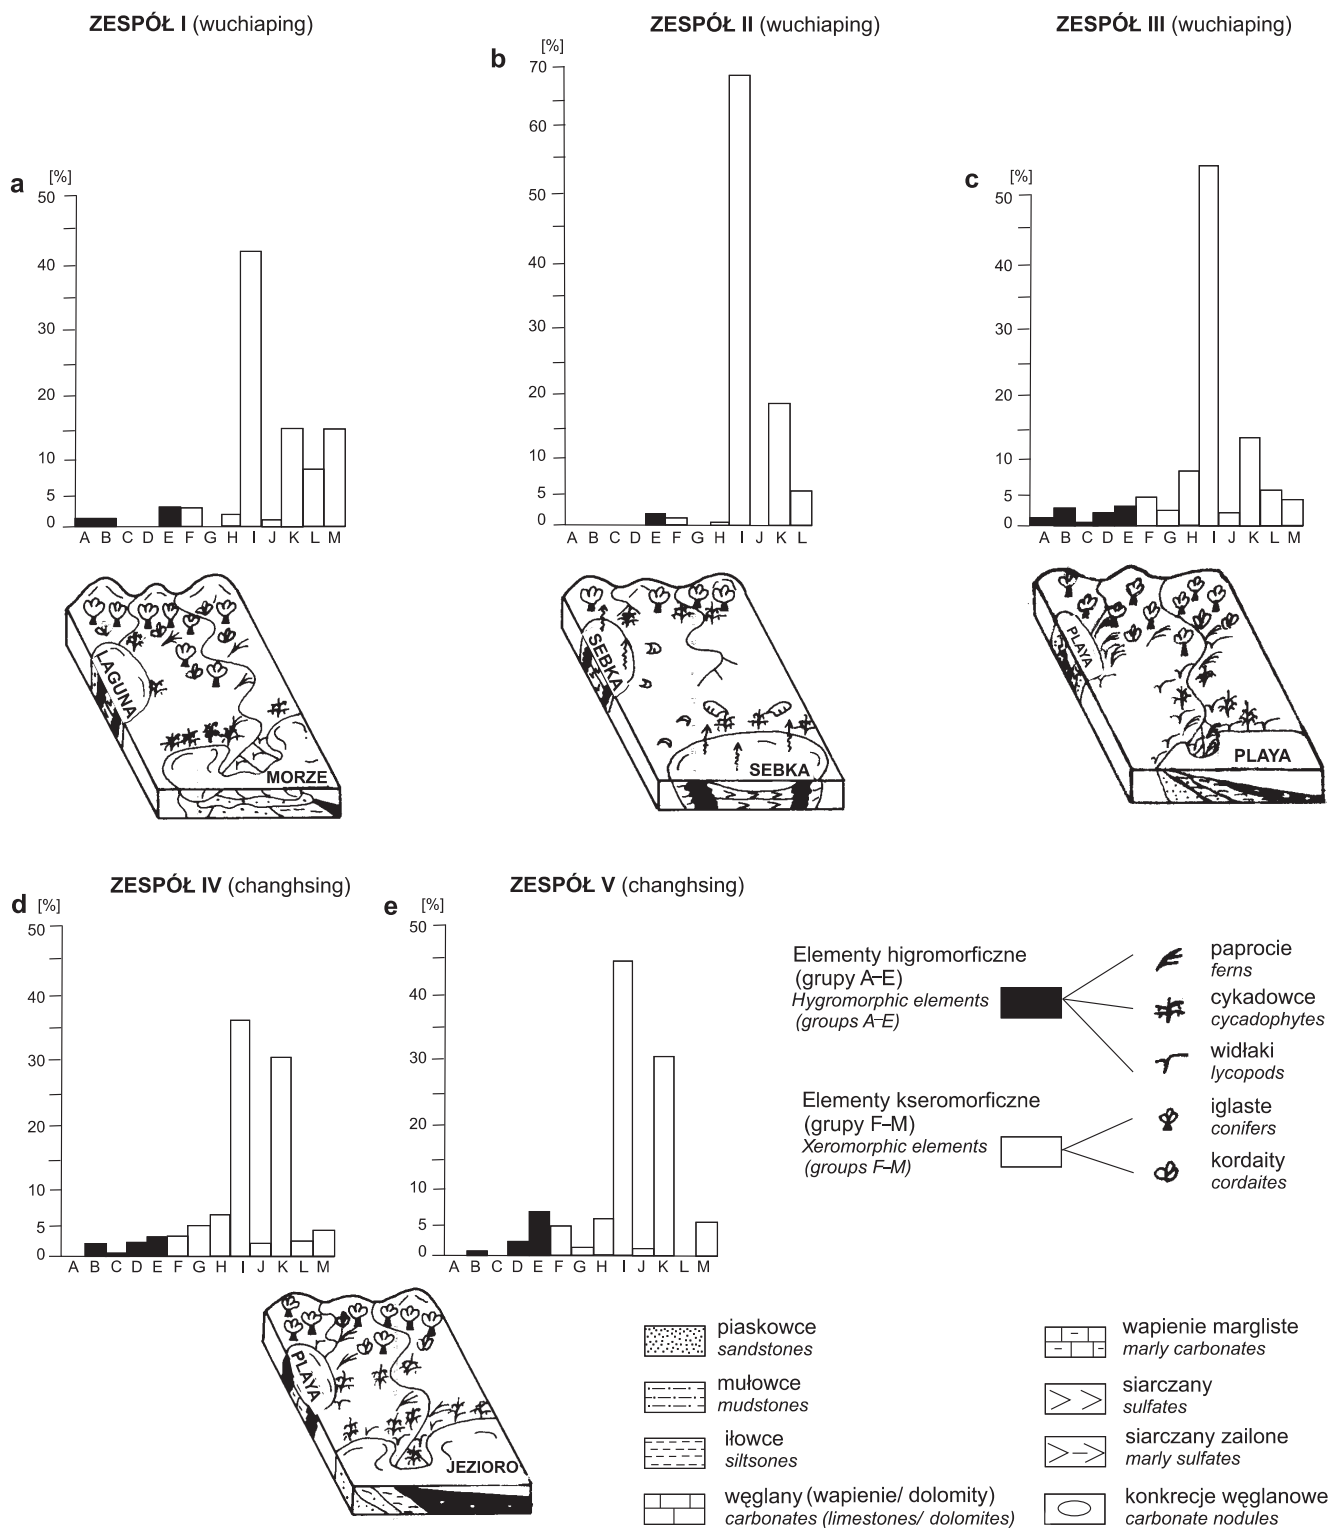 ZESPÓŁ I (wuchiaping)
ZESPÓŁ II (wuchiaping)
ZESPÓŁ III (wuchiaping)
a
[%]
50
40
30
20
10
5
0
A B C D E F G H I J K L M
b
[%]
70
60
50
40
30
20
10
5
0
A B C D E F G H I J K L
c
[%]
50
40
30
20
10
5
0
A B C D E F G H I J K L M
LAGUNA
MORZE
SEBKA
SEBKA
PLAYA
PLAYA
ZESPÓŁ IV (changhsing)
ZESPÓŁ V (changhsing)
d
[%]
50
40
30
20
10
5
0
A B C D E F G H I J K L M
e
[%]
50
40
30
20
10
5
0
A B C D E F G H I J K L M
Elementy higromorficzne
(grupy A–E)
Hygromorphic elements
(groups A–E)
paprocie
ferns
cykadowce
cycadophytes
widłaki
lycopods
Elementy kseromorficzne
(grupy F–M)
Xeromorphic elements
(groups F–M)
iglaste
conifers
kordaity
cordaites
PLAYA
JEZIORO
piaskowce
sandstones
mułowce
mudstones
iłowce
siltsones
węglany (wapienie/ dolomity)
carbonates (limestones/ dolomites)
wapienie margliste
marly carbonates
siarczany
sulfates
siarczany zailone
marly sulfates
konkrecje węglanowe
carbonate nodules